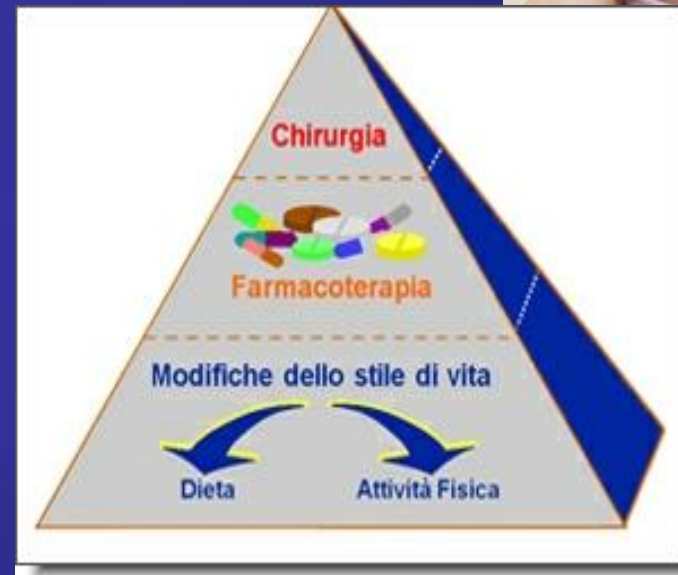 Chirurgia
Farmacoterapia
Modifiche dello stile di vita
Dieta
Attività Fisica